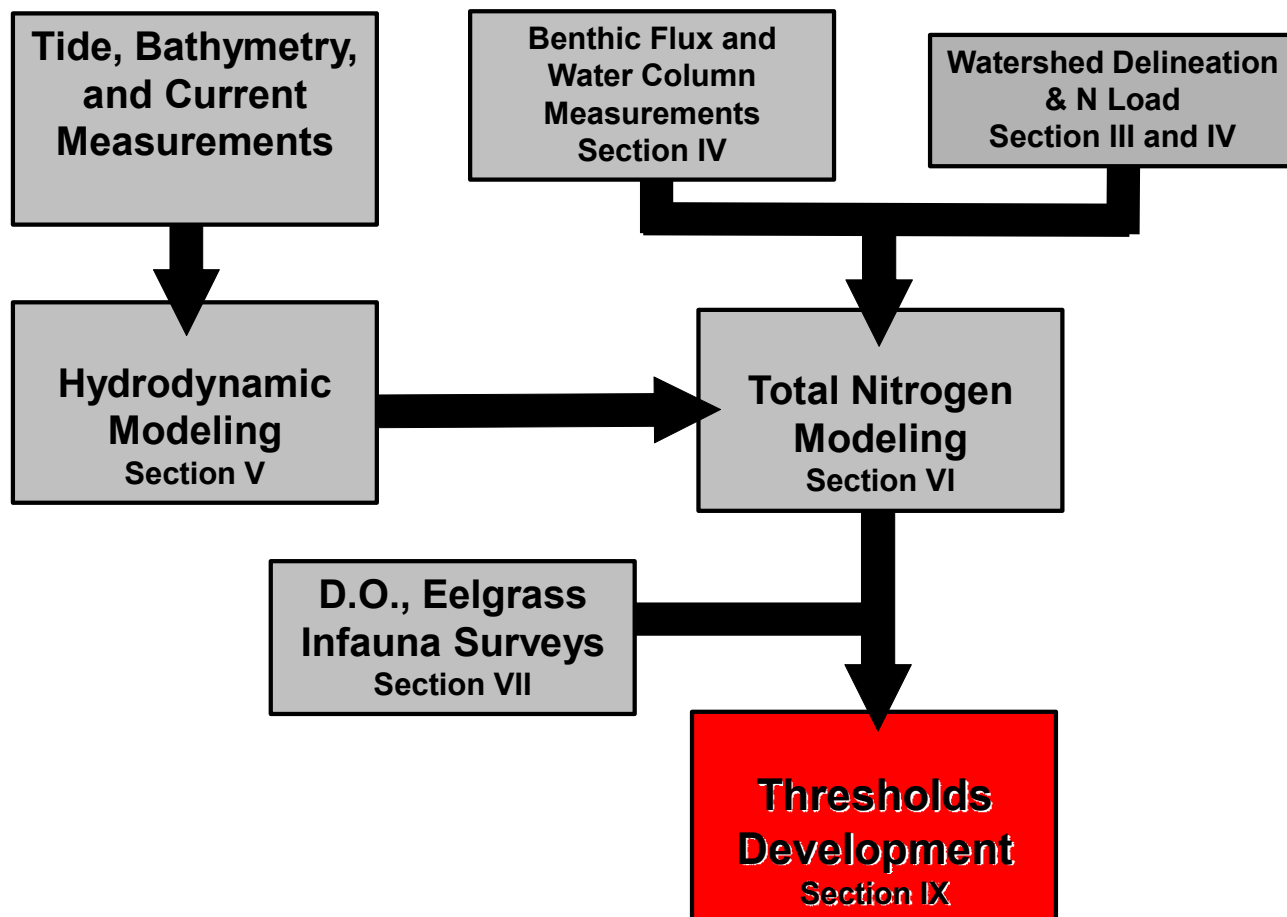 Tide, Bathymetry,
and Current
Measurements
Benthic Flux and
Water Column
Measurements
Section IV
Watershed Delineation
& N Load
Section III and IV
Hydrodynamic
Modeling
Section V
Total Nitrogen
Modeling
Section VI
D.O., Eelgrass
Infauna Surveys
Section VII
Thresholds
Development
Section IX